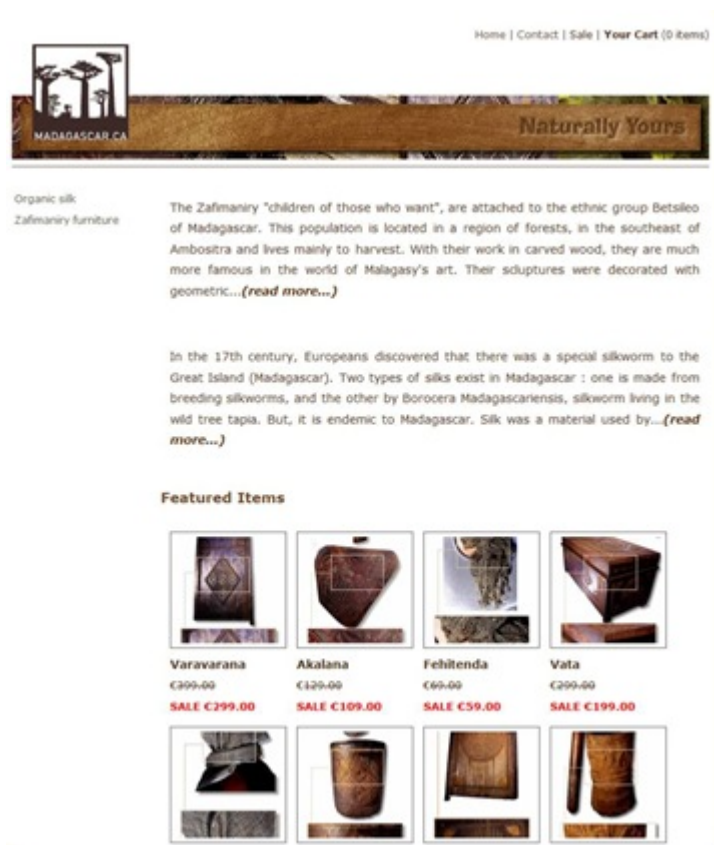 Home | Contact | Sale | Your Cart (0 items)
MADAGASCAR.CA
Naturally Yours
Organic silk
Zafimaniry furniture
The Zafimaniry "children of those who want", are attached to the ethnic group Betsileo
of Madagascar. This population is located in a region of forests, in the southeast of
Ambositra and lives mainly to harvest. With their work in carved wood, they are much
more famous in the world of Malagasy's art. Their scluptures were decorated with
geometric...(read more...)
In the 17th century, Europeans discovered that there was a special silkworm to the
Great Island (Madagascar). Two types of silks exist in Madagascar : one is made from
breeding silkworms, and the other by Borocera Madagascariensis, silkworm living in the
wild tree tapia. But, it is endemic to Madagascar. Silk was a material used by...(read
more...)
Featured Items
Varavarana Akalana Fehitenda Vata
€399.00 €129.00 €69.00 €299.00
SALE €299.00 SALE €109.00 SALE €59.00 SALE €199.00